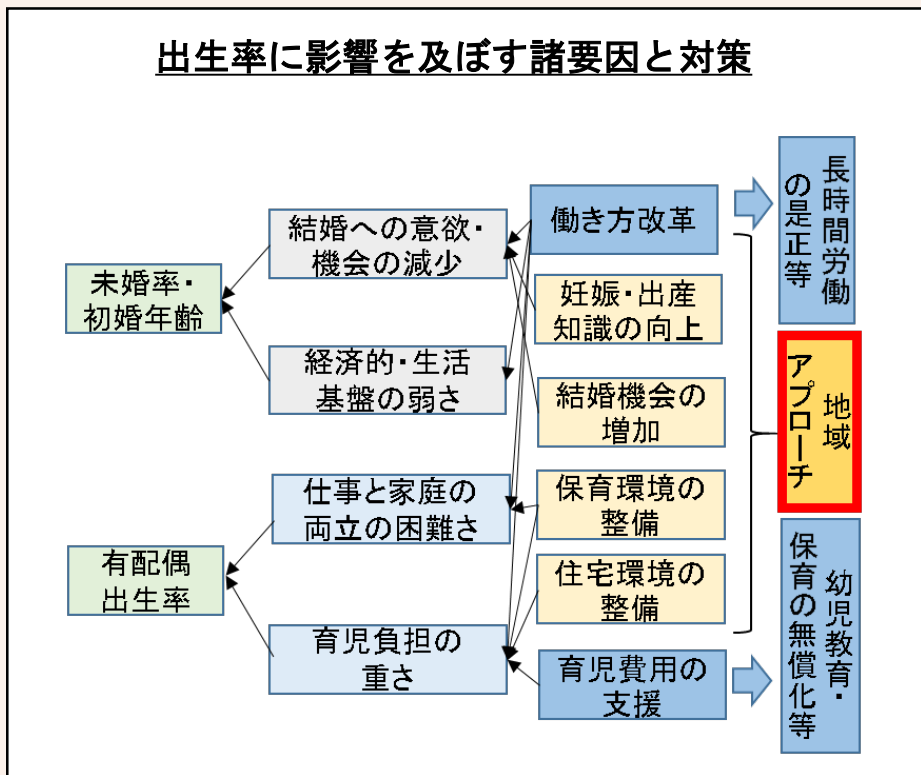 出生率に影響を及ぼす諸要因と対策
未婚率・
初婚年齢
有配偶
出生率
結婚への意欲・
機会の減少
経済的・生活
基盤の弱さ
仕事と家庭の
両立の困難さ
育児負担の
重さ
働き方改革
妊娠・出産
知識の向上
結婚機会の
増加
保育環境の
整備
住宅環境の
整備
育児費用の
支援
長時間労働
の是正等
地域
アプローチ
幼児教育・
保育の無償化等